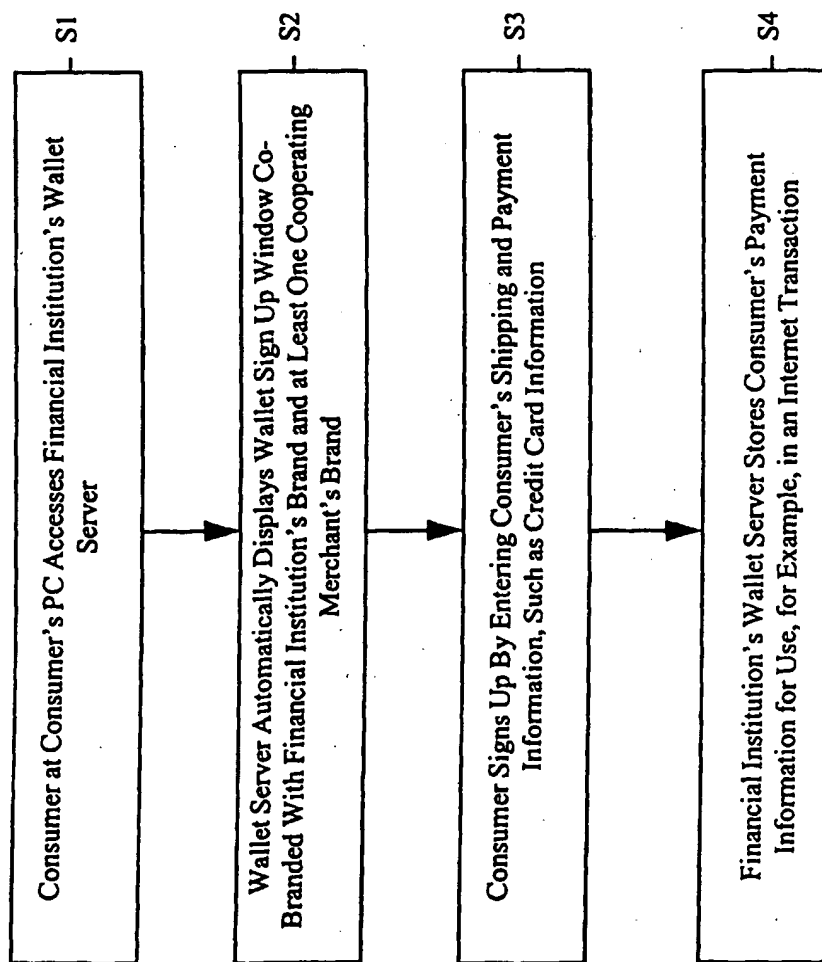 Consumer at Consumer's PC Accesses Financial Institution's Wallet
Server
S1
Wallet Server Automatically Displays Wallet Sign Up Window Co-
Branded With Financial Institution's Brand and at Least One Cooperating
Merchant's Brand
S2
Consumer Signs Up By Entering Consumer's Shipping and Payment
Information, Such as Credit Card Information
S3
Financial Institution's Wallet Server Stores Consumer's Payment
Information for Use, for Example, in an Internet Transaction
S4